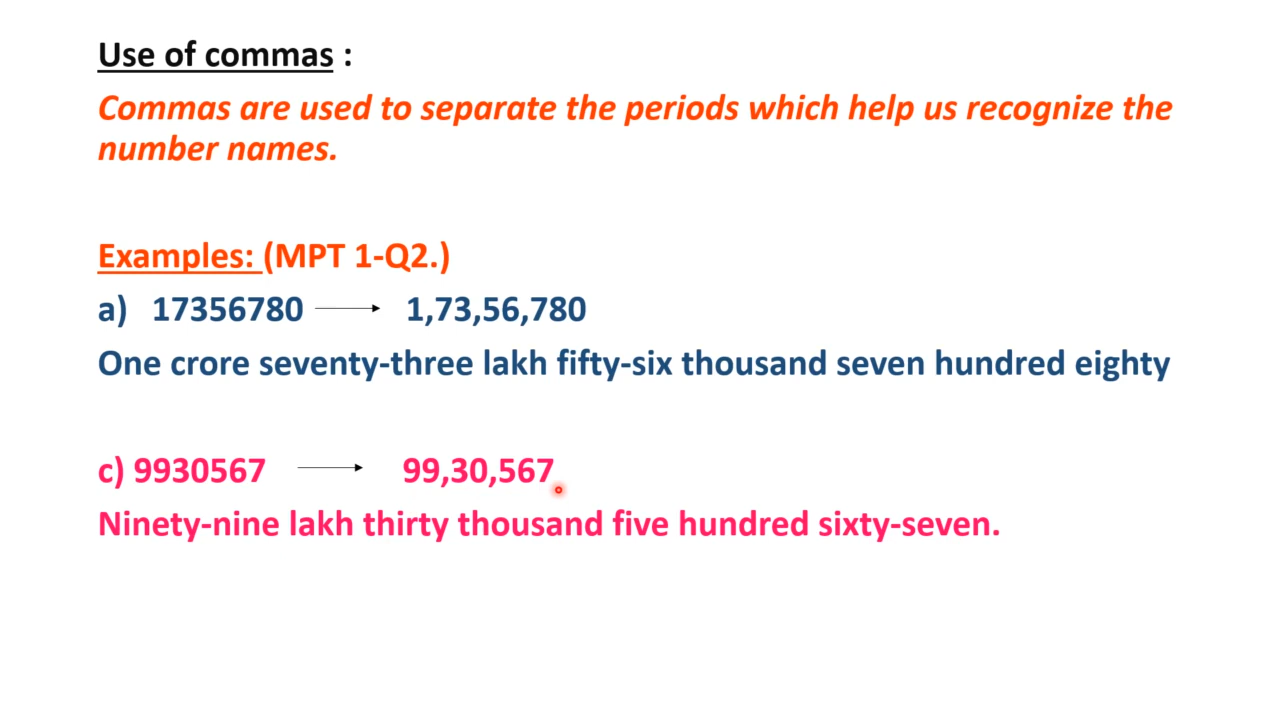 Use of commas :
Commas are used to separate the periods which help us recognize the
number names.
Examples: (MPT 1-Q2.)
a) 17356780 → 1,73,56,780
One crore seventy-three lakh fifty-six thousand seven hundred eighty
c) 9930567 → 99,30,567
Ninety-nine lakh thirty thousand five hundred sixty-seven.